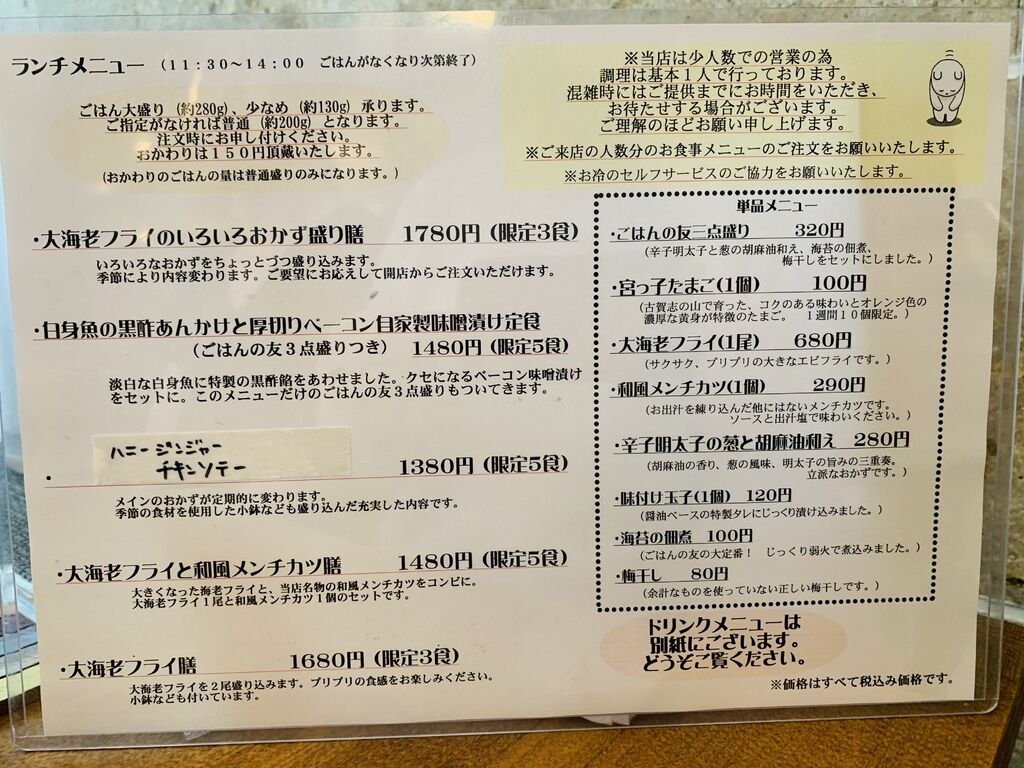 ランチメニュー （１１：３０～１４：００　ごはんがなくなり次第終了）
ごはん大盛り（約280g）、少なめ（約130g）承ります。
ご指定がなければ普通（約200g）となります。
注文時にお申し付けください。
おかわりは１５０円頂戴いたします。
（おかわりのごはんの量は普通盛りのみになります。）
※当店は少人数での営業の為
調理は基本１人で行っております。
混雑時にはご提供までにお時間をいただき、
お待たせする場合がございます。
ご理解のほどお願い申し上げます。
※ご来店の人数分のお食事メニューのご注文をお願いいたします。
※お冷のセルフサービスのご協力をお願いいたします。
・大海老フライのいろいろおかず盛り膳　1780円（限定3食）
いろいろなおかずをちょっとづつ盛り込みます。
季節により内容変わります。ご要望にお応えして開店からご注文いただけます。
・白身魚の黒酢あんかけと厚切りベーコン自家製味噌漬け定食
（ごはんの友３点盛りつき）　1480円（限定5食）
淡白な白身魚に特製の黒酢餡をあわせました。クセになるベーコン味噌漬け
をセットに。このメニューだけのごはんの友３点盛りもついてきます。
ハニージンジャー
チキンソテー
・　1380円（限定5食）
メインのおかずが定期的に変わります。
季節の食材を使用した小鉢なども盛り込んだ充実した内容です。
・大海老フライと和風メンチカツ膳　1480円（限定5食）
大きくなった海老フライと、当店名物の和風メンチカツをコンビに。
大海老フライ１尾と和風メンチカツ１個のセットです。
・大海老フライ膳　1680円（限定3食）
大海老フライを２尾盛り込みます。プリプリの食感をお楽しみください。
小鉢なども付いています。
単品メニュー
・ごはんの友三点盛り　320円
（辛子明太子と葱の胡麻油和え、海苔の佃煮、
梅干しをセットにしました。）
・宮っ子たまご（1個）　100円
（古賀志の山で育った、コクのある味わいとオレンジ色の
濃厚な黄身が特徴のたまご。　１週間１０個限定。）
・大海老フライ（1尾）　680円
（サクサク、プリプリの大きなエビフライです。）
・和風メンチカツ（1個）　290円
（お出汁を練り込んだ他にはないメンチカツです。
ソースと出汁塩で味わいください。）
・辛子明太子の葱と胡麻油和え　280円
（胡麻油の香り、葱の風味、明太子の旨みの三重奏。
立派なおかずです。）
・味付け玉子（1個）　120円
（醤油ベースの特製タレにじっくり漬け込みました。）
・海苔の佃煮　100円
（ごはんの友の大定番！　じっくり弱火で煮込みました。）
・梅干し　80円
（余計なものを使っていない正しい梅干しです。）
ドリンクメニューは
別紙にございます。
どうぞご覧ください。
※価格はすべて税込み価格です。